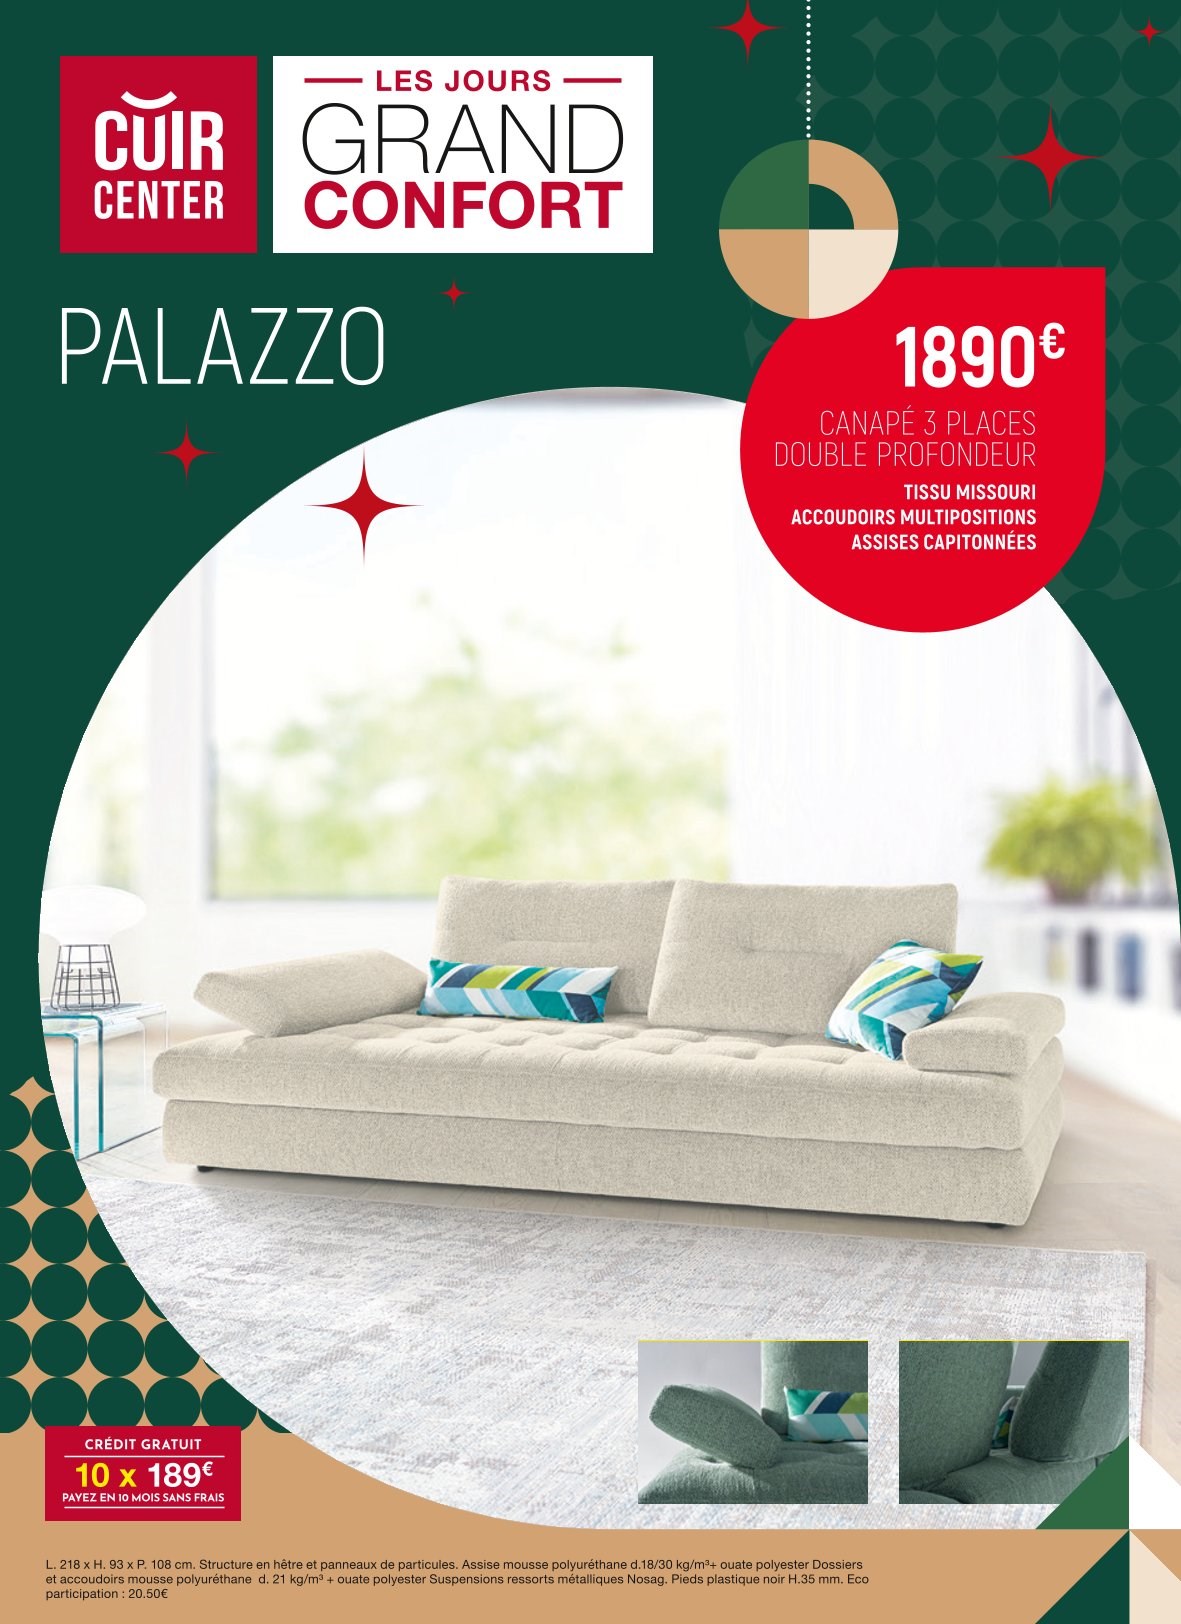 CUIR
CENTER
LES JOURS
GRAND
CONFORT
PALAZZO
1890€
CANAPÉ 3 PLACES
DOUBLE PROFONDEUR
TISSU MISSOURI
ACCOUDOIRS MULTIPOSITIONS
ASSISES CAPITONNÉES
CRÉDIT GRATUIT
10 x 189€
PAYEZ EN 10 MOIS SANS FRAIS
L. 218 x H. 93 x P. 108 cm. Structure en hêtre et panneaux de particules. Assise mousse polyuréthane d.18/30 kg/m³+ ouate polyester Dossiers
et accoudoirs mousse polyuréthane d. 21 kg/m³ + ouate polyester Suspensions ressorts métalliques Nosag. Pieds plastique noir H.35 mm. Eco
participation : 20.50€